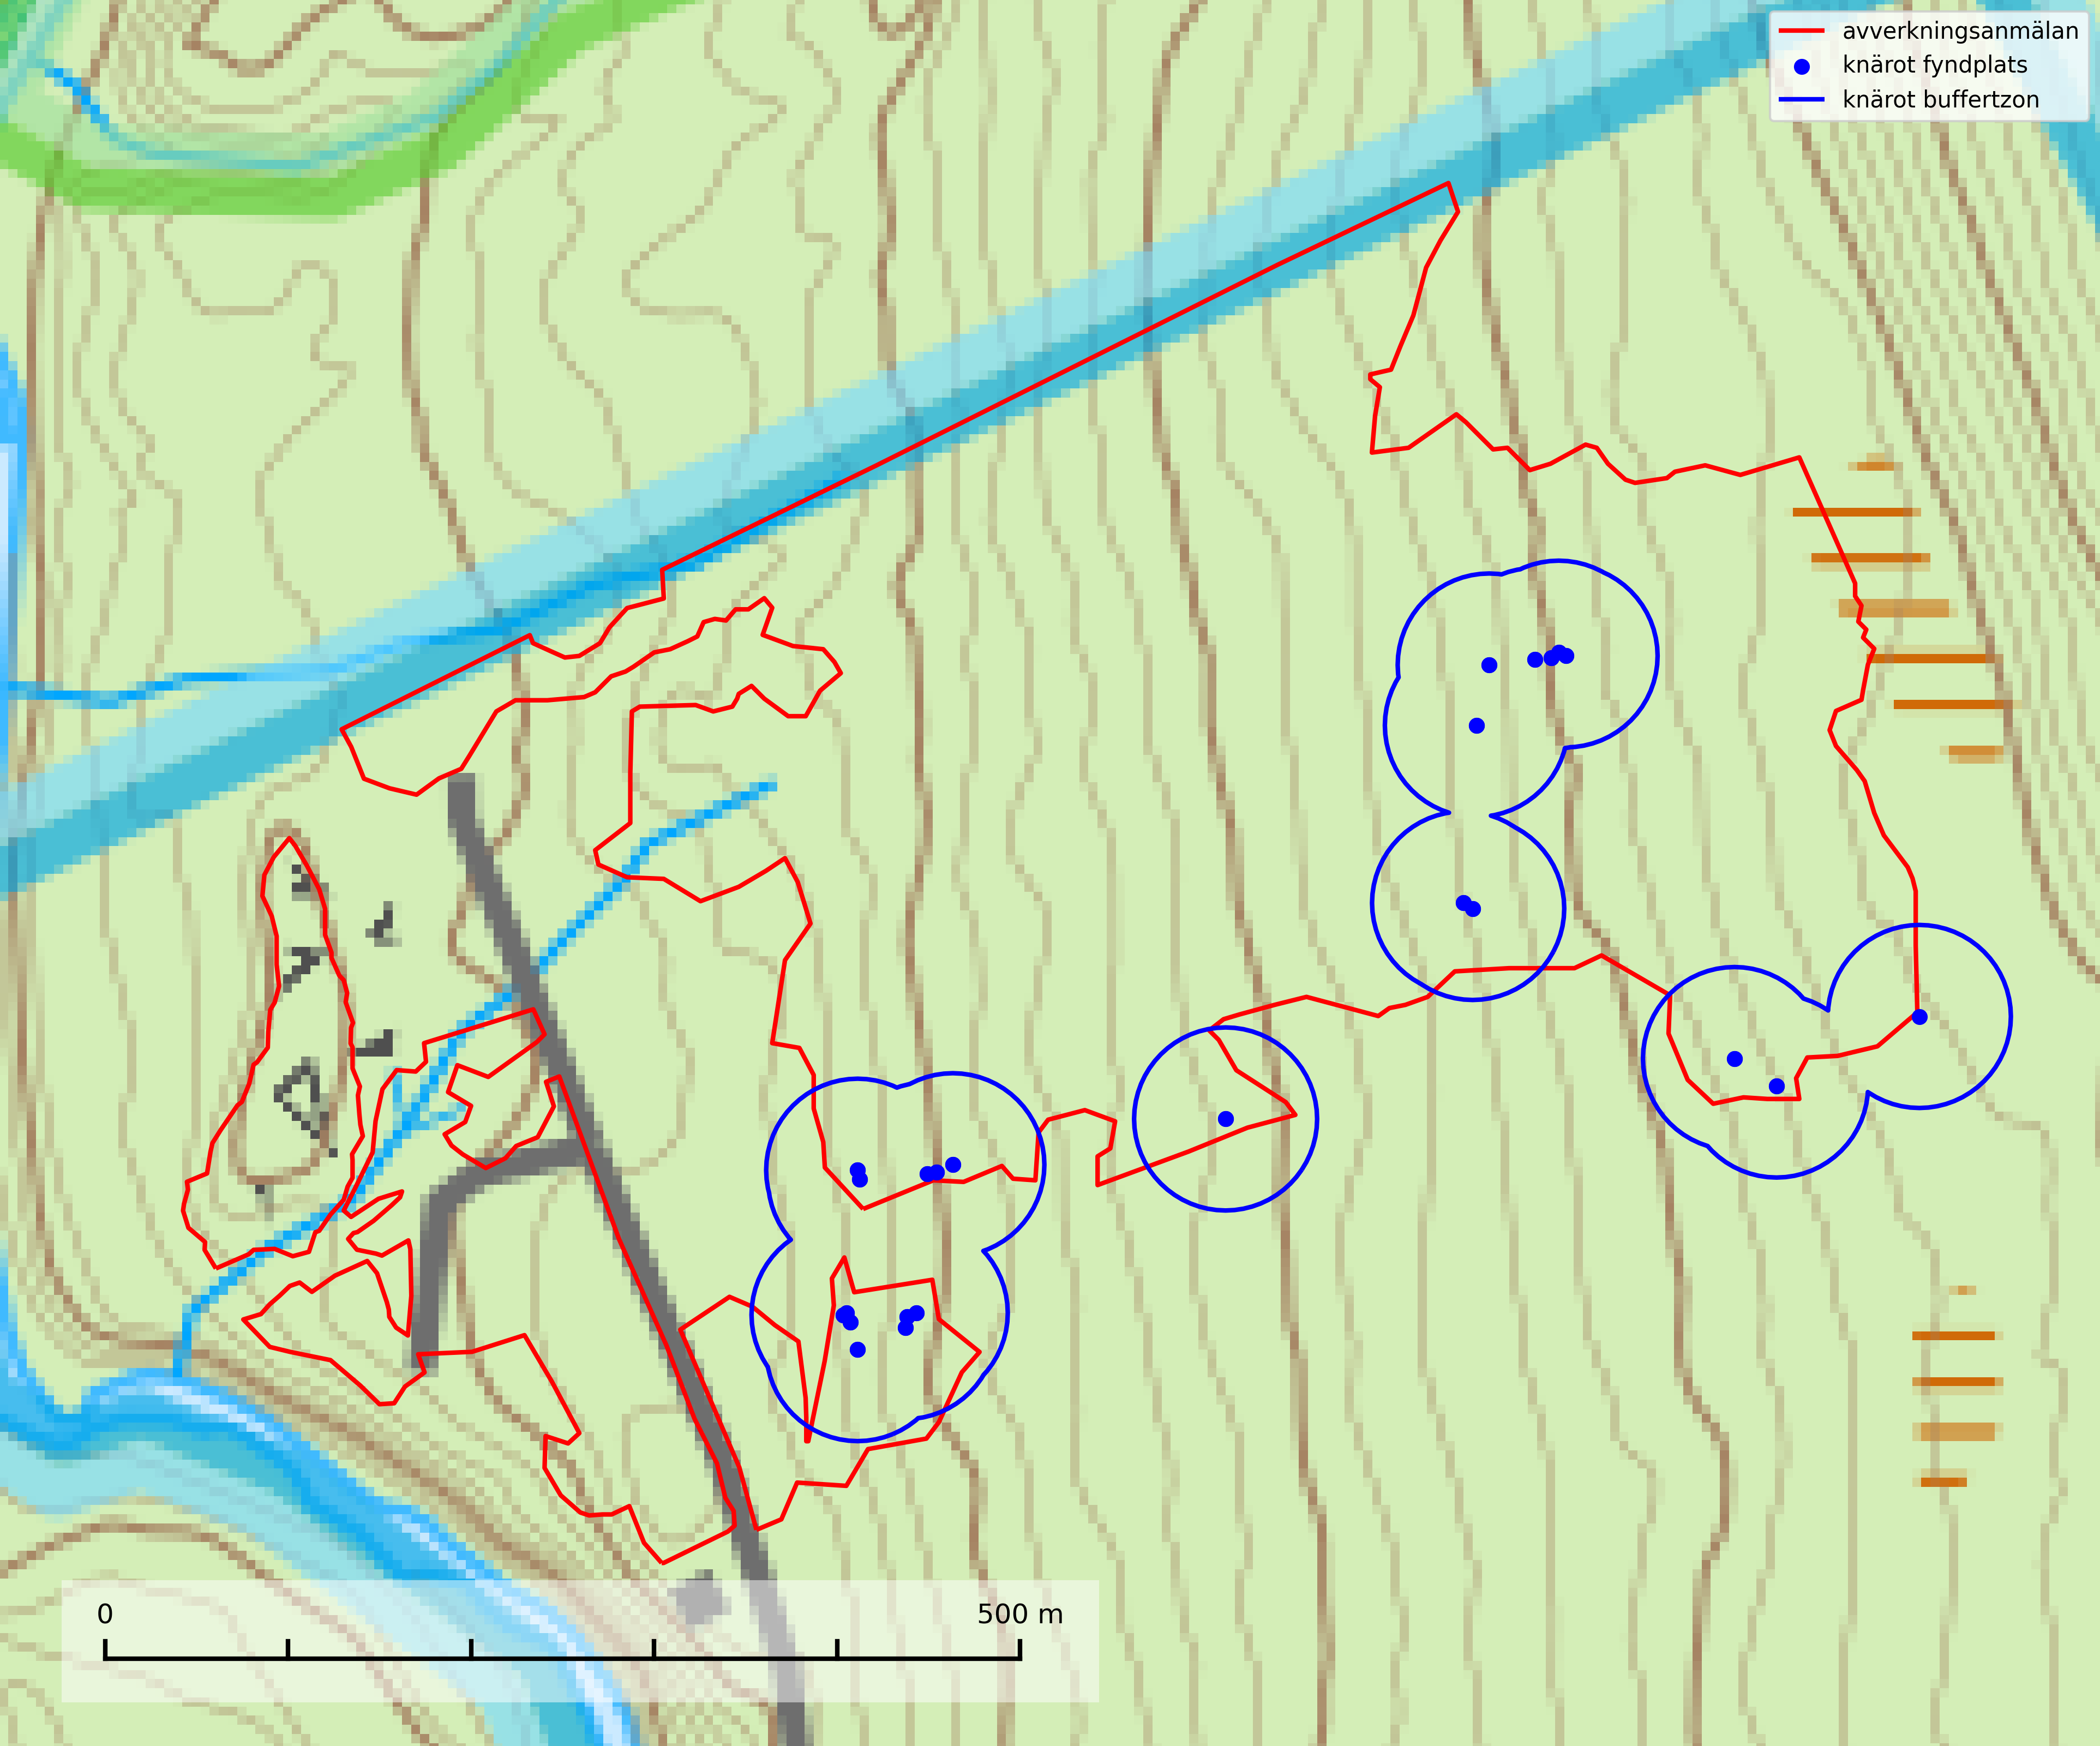 avverkningsanmälan
knärot fyndplats
knärot buffertzon
0 500 m